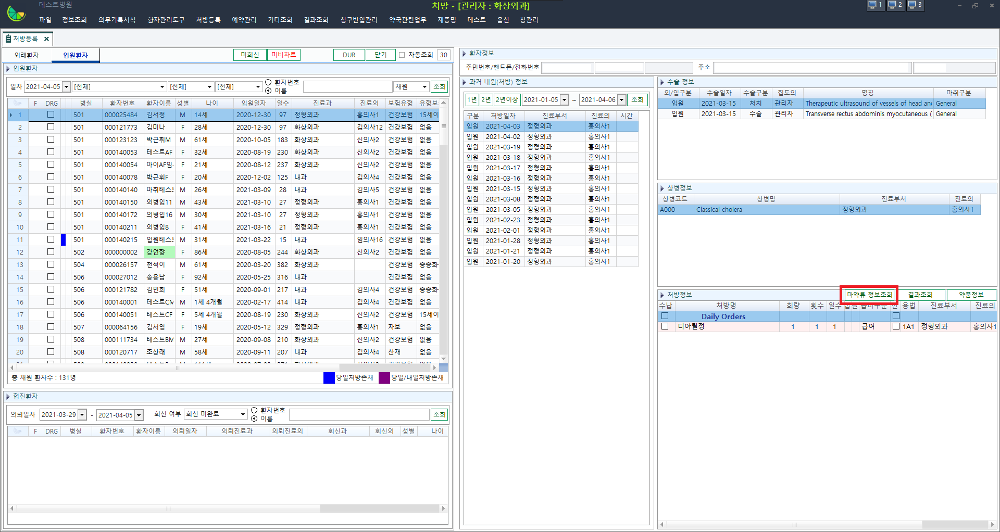 테스트병원
처방 - [관리자 : 화상외과]
1 2 3
파일 정보조회 의무기록서식 환자관리도구 처방등록 예약관리 기타조회 결과조회 청구반입관리 약국관련업무 제증명 테스트 옵션 창관리
처방등록
외래환자 입원환자 미회신 미비차트 DUR 닫기 자동조회 30
입원환자
일자 2021-04-05 [전체] [전체] [전체] 환자번호 이름 재원 조회
F DRG 병실 환자번호 환자이름 성별 나이 입원일자 일수 진료과 진료의 보험유형 유형보
1 501 000025484 김서정 M 14세 2020-12-30 97 정형외과 홍의사1 건강보험 15세이
2 501 000121773 김미나 F 28세 2020-12-30 97 화상외과 김의사12 건강보험 없음
3 501 000123123 박근휘M M 61세 2020-10-05 183 화상외과 신의사2 건강보험 없음
4 501 000140053 테스트AF F 32세 2020-08-19 230 화상외과 신의사2 건강보험 없음
5 501 000140054 아이AF임 F 21세 2020-08-12 237 화상외과 신의사2 건강보험 없음
6 501 000140078 박근휘F F 20세 2020-12-02 125 내과 김의사4 건강보험 없음
7 501 000140140 마취테스트 M 26세 2021-03-09 28 내과 김의사5 건강보험 없음
8 501 000140150 의병입11 M 43세 2021-03-10 27 정형외과 홍의사1 건강보험 없음
9 501 000140172 의병입16 M 30세 2021-03-10 27 정형외과 홍의사1 건강보험 없음
10 501 000140211 의병입8 F 41세 2021-03-16 21 정형외과 홍의사1 건강보험 없음
11 501 000140215 입원테스트 M 31세 2021-03-22 15 내과 임의사16 건강보험 없음
12 502 000000002 강언향 F 86세 2020-08-05 244 화상외과 신의사2 건강보험 없음
13 504 000026157 천석이 M 61세 2020-03-20 382 화상외과 건강보험 중증화
14 506 000027012 송용남 F 92세 2020-05-25 316 내과 건강보험 없음
15 506 000121782 김민희 F 51세 2020-09-01 217 내과 김의사4 건강보험 중증화
16 506 000140001 테스트CM M 1세 4개월 2020-02-17 414 내과 김의사4 건강보험 없음
17 506 000140051 테스트CF F 5세 4개월 2020-08-19 230 화상외과 신의사2 건강보험 15세이
18 507 000064156 김서영 F 19세 2020-05-12 329 정형외과 홍의사1 자보 없음
19 508 000111734 테스트BM M 27세 2020-09-08 210 화상외과 신의사2 건강보험 없음
20 508 000120717 조상래 M 58세 2020-09-11 207 내과 김의사4 산재 없음
총 재원 환자수 : 131명 당일처방존재 당일/내일처방존재
협진환자
의뢰일자 2021-03-29 - 2021-04-05 회신 여부 회신 미완료 환자번호 이름 조회
F DRG 병실 환자번호 환자이름 의뢰일자 의뢰진료과 의뢰진료의 회신과 회신의 성별 나이
환자정보
주민번호/핸드폰/전화번호 주소
과거 내원(처방) 정보
1년 2년 2년이상 2021-01-05 ~ 2021-04-06 조회
구분 처방일자 진료부서 진료의 시간
입원 2021-04-03 정형외과 홍의사1
입원 2021-04-02 정형외과 홍의사1
입원 2021-03-19 정형외과 홍의사1
입원 2021-03-18 정형외과 홍의사1
입원 2021-03-17 정형외과 홍의사1
입원 2021-03-16 정형외과 홍의사1
입원 2021-03-15 정형외과 홍의사1
입원 2021-03-08 정형외과 홍의사1
입원 2021-03-05 정형외과 홍의사1
입원 2021-02-23 정형외과 홍의사1
입원 2021-02-01 정형외과 홍의사1
입원 2021-01-28 정형외과 홍의사1
입원 2021-01-21 정형외과 홍의사1
입원 2021-01-20 정형외과 홍의사1
수술 정보
외/입구분 수술일자 수술구분 집도의 명칭 마취구분
입원 2021-03-15 처치 관리자 Therapeutic ultrasound of vessels of head an General
입원 2021-03-15 수술 관리자 Transverse rectus abdominis myocutaneous ( General
상병정보
상병코드 상병명 진료부서 진료의
A000 Classical cholera 정형외과 홍의사1
처방정보 마약류 정보조회 결과조회 약품정보
수납 처방명 회량 횟수 일수 급비구분 용법 진료부서 진료의
Daily Orders
디아릴정 1 1 1 급여 1A1 정형외과 홍의사1